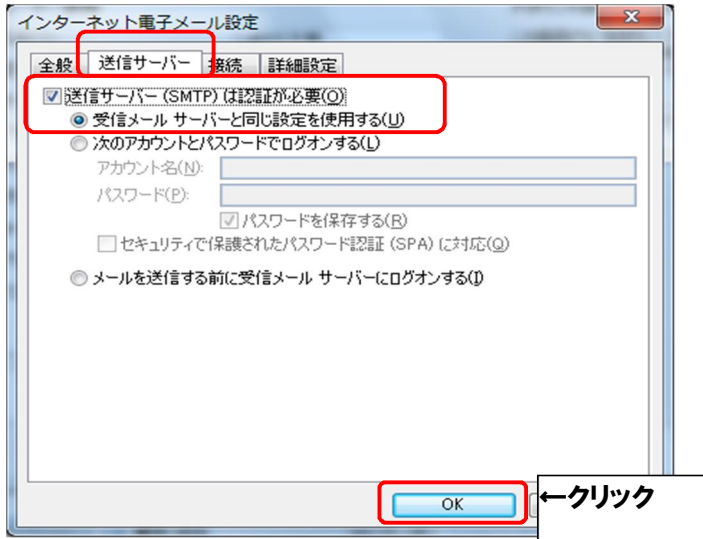 インターネット電子メール設定
全般 送信サーバー 接続 詳細設定
送信サーバー (SMTP) は認証が必要(O)
受信メール サーバーと同じ設定を使用する(U)
次のアカウントとパスワードでログオンする(L)
アカウント名(N):
パスワード(P):
パスワードを保存する(R)
セキュリティで保護されたパスワード認証 (SPA) に対応(Q)
メールを送信する前に受信メール サーバーにログオンする(I)
OK ←クリック